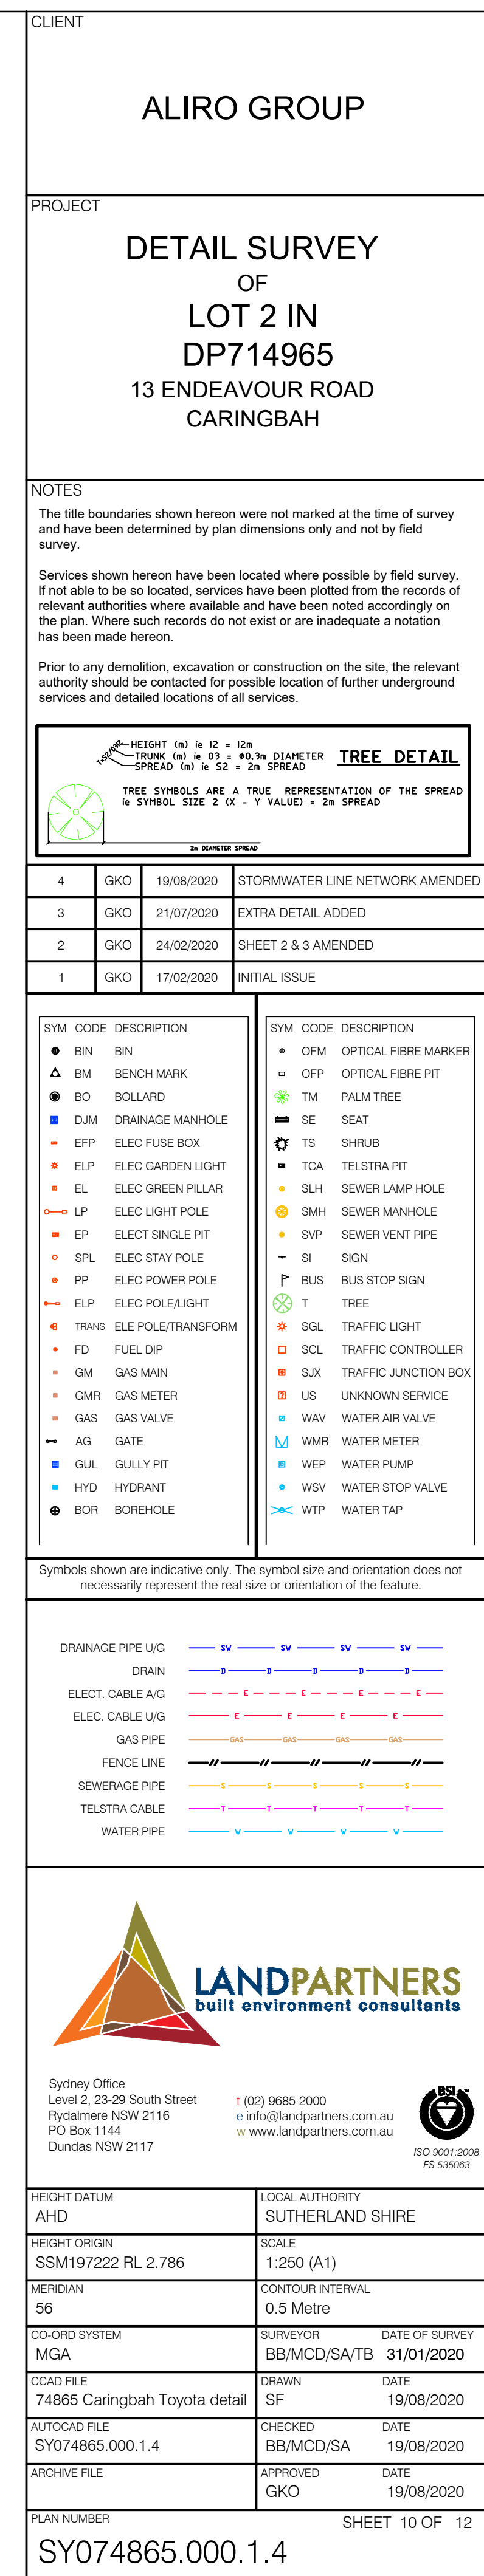 CLIENT
ALIRO GROUP
PROJECT
DETAIL SURVEY
OF
LOT 2 IN
DP714965
13 ENDEAVOUR ROAD
CARINGBAH
NOTES
The title boundaries shown hereon were not marked at the time of survey
and have been determined by plan dimensions only and not by field
survey.
Services shown hereon have been located where possible by field survey.
If not able to be so located, services have been plotted from the records of
relevant authorities where available and have been noted accordingly on
the plan. Where such records do not exist or are inadequate a notation
has been made hereon.
Prior to any demolition, excavation or construction on the site, the relevant
authority should be contacted for possible location of further underground
services and detailed locations of all services.
HEIGHT (m) ie 12 = 12m
TRUNK (m) ie 03 = Ø0.3m DIAMETER
SPREAD (m) ie S2 = 2m SPREAD
TREE DETAIL
TREE SYMBOLS ARE A TRUE REPRESENTATION OF THE SPREAD
ie SYMBOL SIZE 2 (X - Y VALUE) = 2m SPREAD
2m DIAMETER SPREAD
4 GKO 19/08/2020 STORMWATER LINE NETWORK AMENDED
3 GKO 21/07/2020 EXTRA DETAIL ADDED
2 GKO 24/02/2020 SHEET 2 & 3 AMENDED
1 GKO 17/02/2020 INITIAL ISSUE
SYM CODE DESCRIPTION
BIN BIN
BM BENCH MARK
BO BOLLARD
DJM DRAINAGE MANHOLE
EFP ELEC FUSE BOX
ELP ELEC GARDEN LIGHT
EL ELEC GREEN PILLAR
LP ELEC LIGHT POLE
EP ELECT SINGLE PIT
SPL ELEC STAY POLE
PP ELEC POWER POLE
ELP ELEC POLE/LIGHT
TRANS ELE POLE/TRANSFORM
FD FUEL DIP
GM GAS MAIN
GMR GAS METER
GAS GAS VALVE
AG GATE
GUL GULLY PIT
HYD HYDRANT
BOR BOREHOLE
SYM CODE DESCRIPTION
OFM OPTICAL FIBRE MARKER
OFP OPTICAL FIBRE PIT
TM PALM TREE
SE SEAT
TS SHRUB
TCA TELSTRA PIT
SLH SEWER LAMP HOLE
SMH SEWER MANHOLE
SVP SEWER VENT PIPE
SI SIGN
BUS BUS STOP SIGN
T TREE
SGL TRAFFIC LIGHT
SCL TRAFFIC CONTROLLER
SJX TRAFFIC JUNCTION BOX
US UNKNOWN SERVICE
WAV WATER AIR VALVE
WMR WATER METER
WEP WATER PUMP
WSV WATER STOP VALVE
WTP WATER TAP
Symbols shown are indicative only. The symbol size and orientation does not
necessarily represent the real size or orientation of the feature.
DRAINAGE PIPE U/G SW SW SW SW
DRAIN D D D D D
ELECT. CABLE A/G E E E E
ELEC. CABLE U/G E E E E
GAS PIPE GAS GAS GAS GAS
FENCE LINE
SEWERAGE PIPE S S S S S
TELSTRA CABLE T T T T T
WATER PIPE W W W W
LANDPARTNERS
built environment consultants
Sydney Office
Level 2, 23-29 South Street
Rydalmere NSW 2116
PO Box 1144
Dundas NSW 2117
t (02) 9685 2000
e info@landpartners.com.au
w www.landpartners.com.au
BSI
ISO 9001:2008
FS 535063
HEIGHT DATUM
AHD
LOCAL AUTHORITY
SUTHERLAND SHIRE
HEIGHT ORIGIN
SSM197222 RL 2.786
SCALE
1:250 (A1)
MERIDIAN
56
CONTOUR INTERVAL
0.5 Metre
CO-ORD SYSTEM
MGA
SURVEYOR DATE OF SURVEY
BB/MCD/SA/TB 31/01/2020
CCAD FILE
74865 Caringbah Toyota detail
DRAWN DATE
SF 19/08/2020
AUTOCAD FILE
SY074865.000.1.4
CHECKED DATE
BB/MCD/SA 19/08/2020
ARCHIVE FILE
APPROVED DATE
GKO 19/08/2020
PLAN NUMBER
SHEET 10 OF 12
SY074865.000.1.4